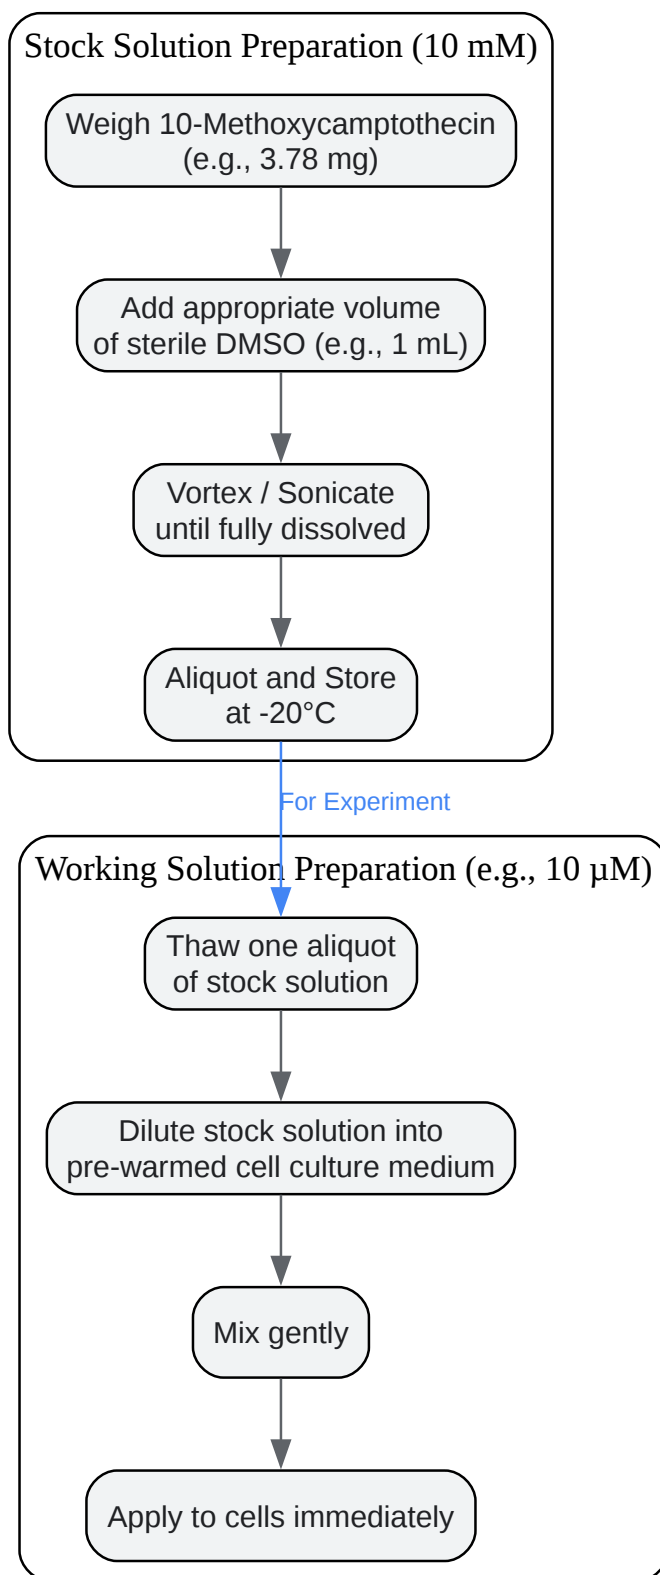 Stock Solution Preparation (10 mM)
Weigh 10-Methoxycamptothecin
(e.g., 3.78 mg)
Add appropriate volume
of sterile DMSO (e.g., 1 mL)
Vortex / Sonicate
until fully dissolved
Aliquot and Store
at -20°C
For Experiment
Working Solution Preparation (e.g., 10 µM)
Thaw one aliquot
of stock solution
Dilute stock solution into
pre-warmed cell culture medium
Mix gently
Apply to cells immediately